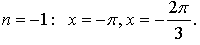 n = −1: x = −π, x = −2π/3.